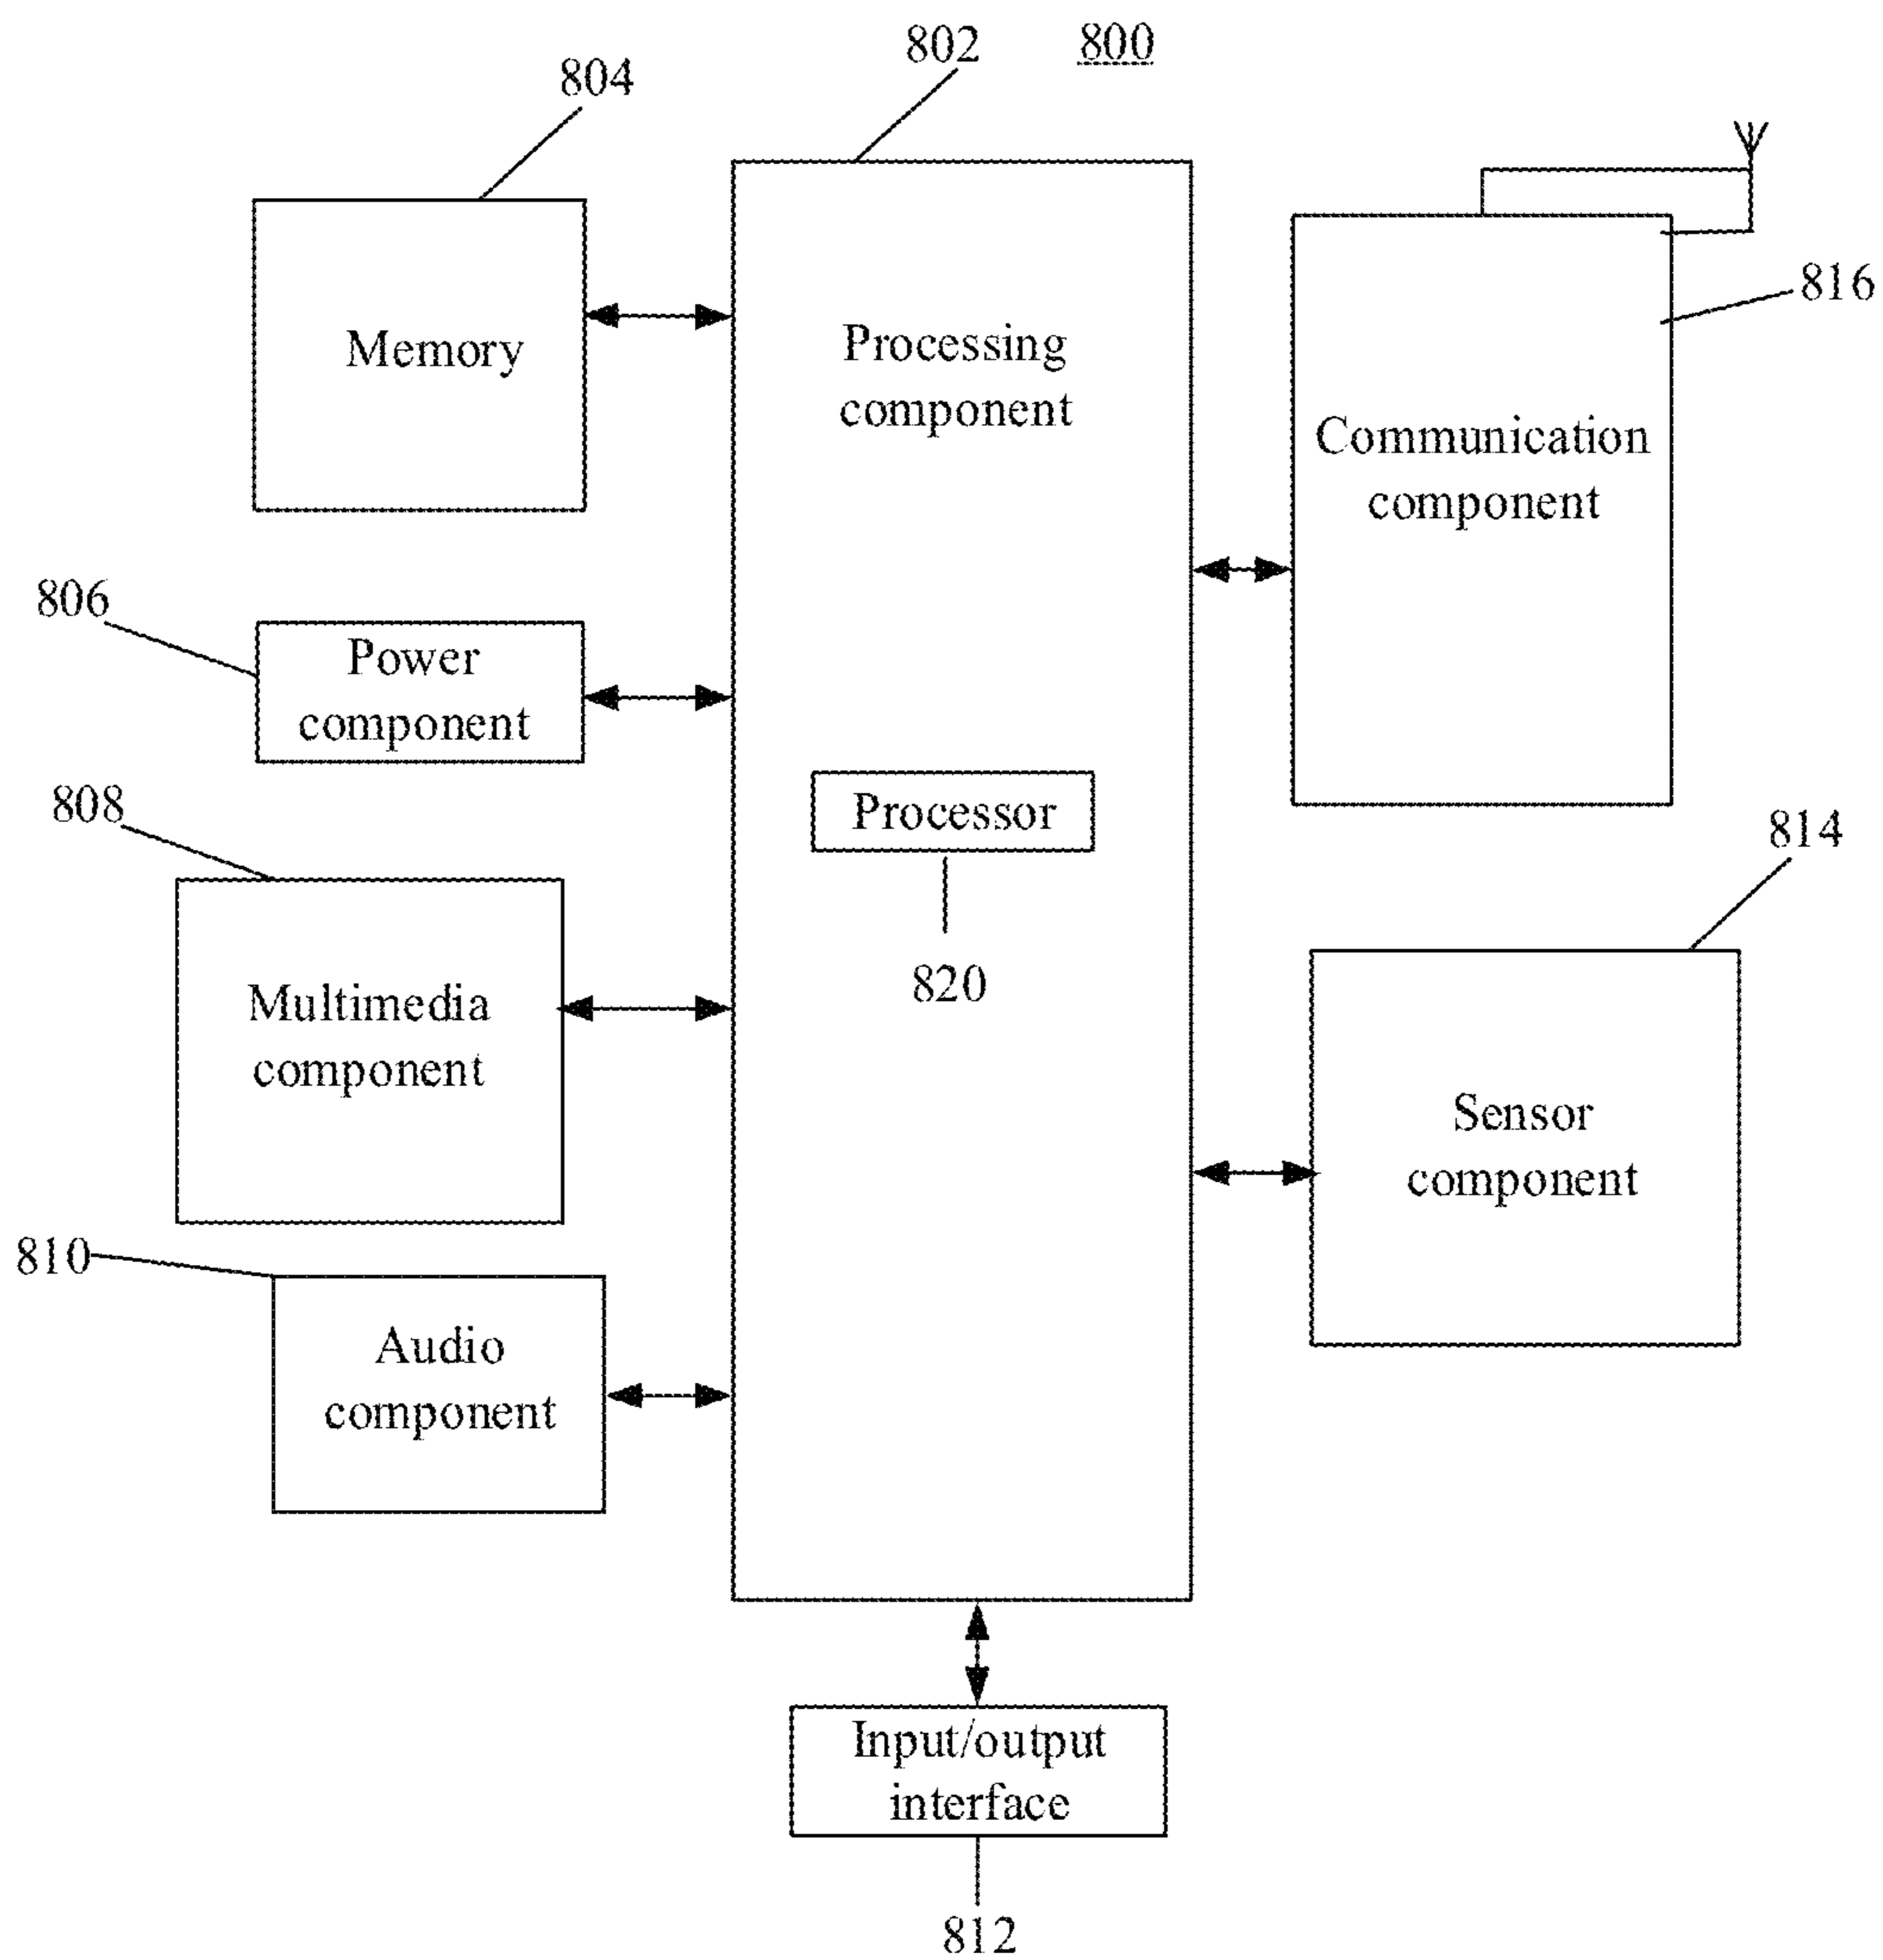 802
800
804
816
Memory
Processing
component
Communication
component
806
Power
component
808
Processor
814
820
Multimedia
component
Sensor
component
810
Audio
component
Input/output
interface
812